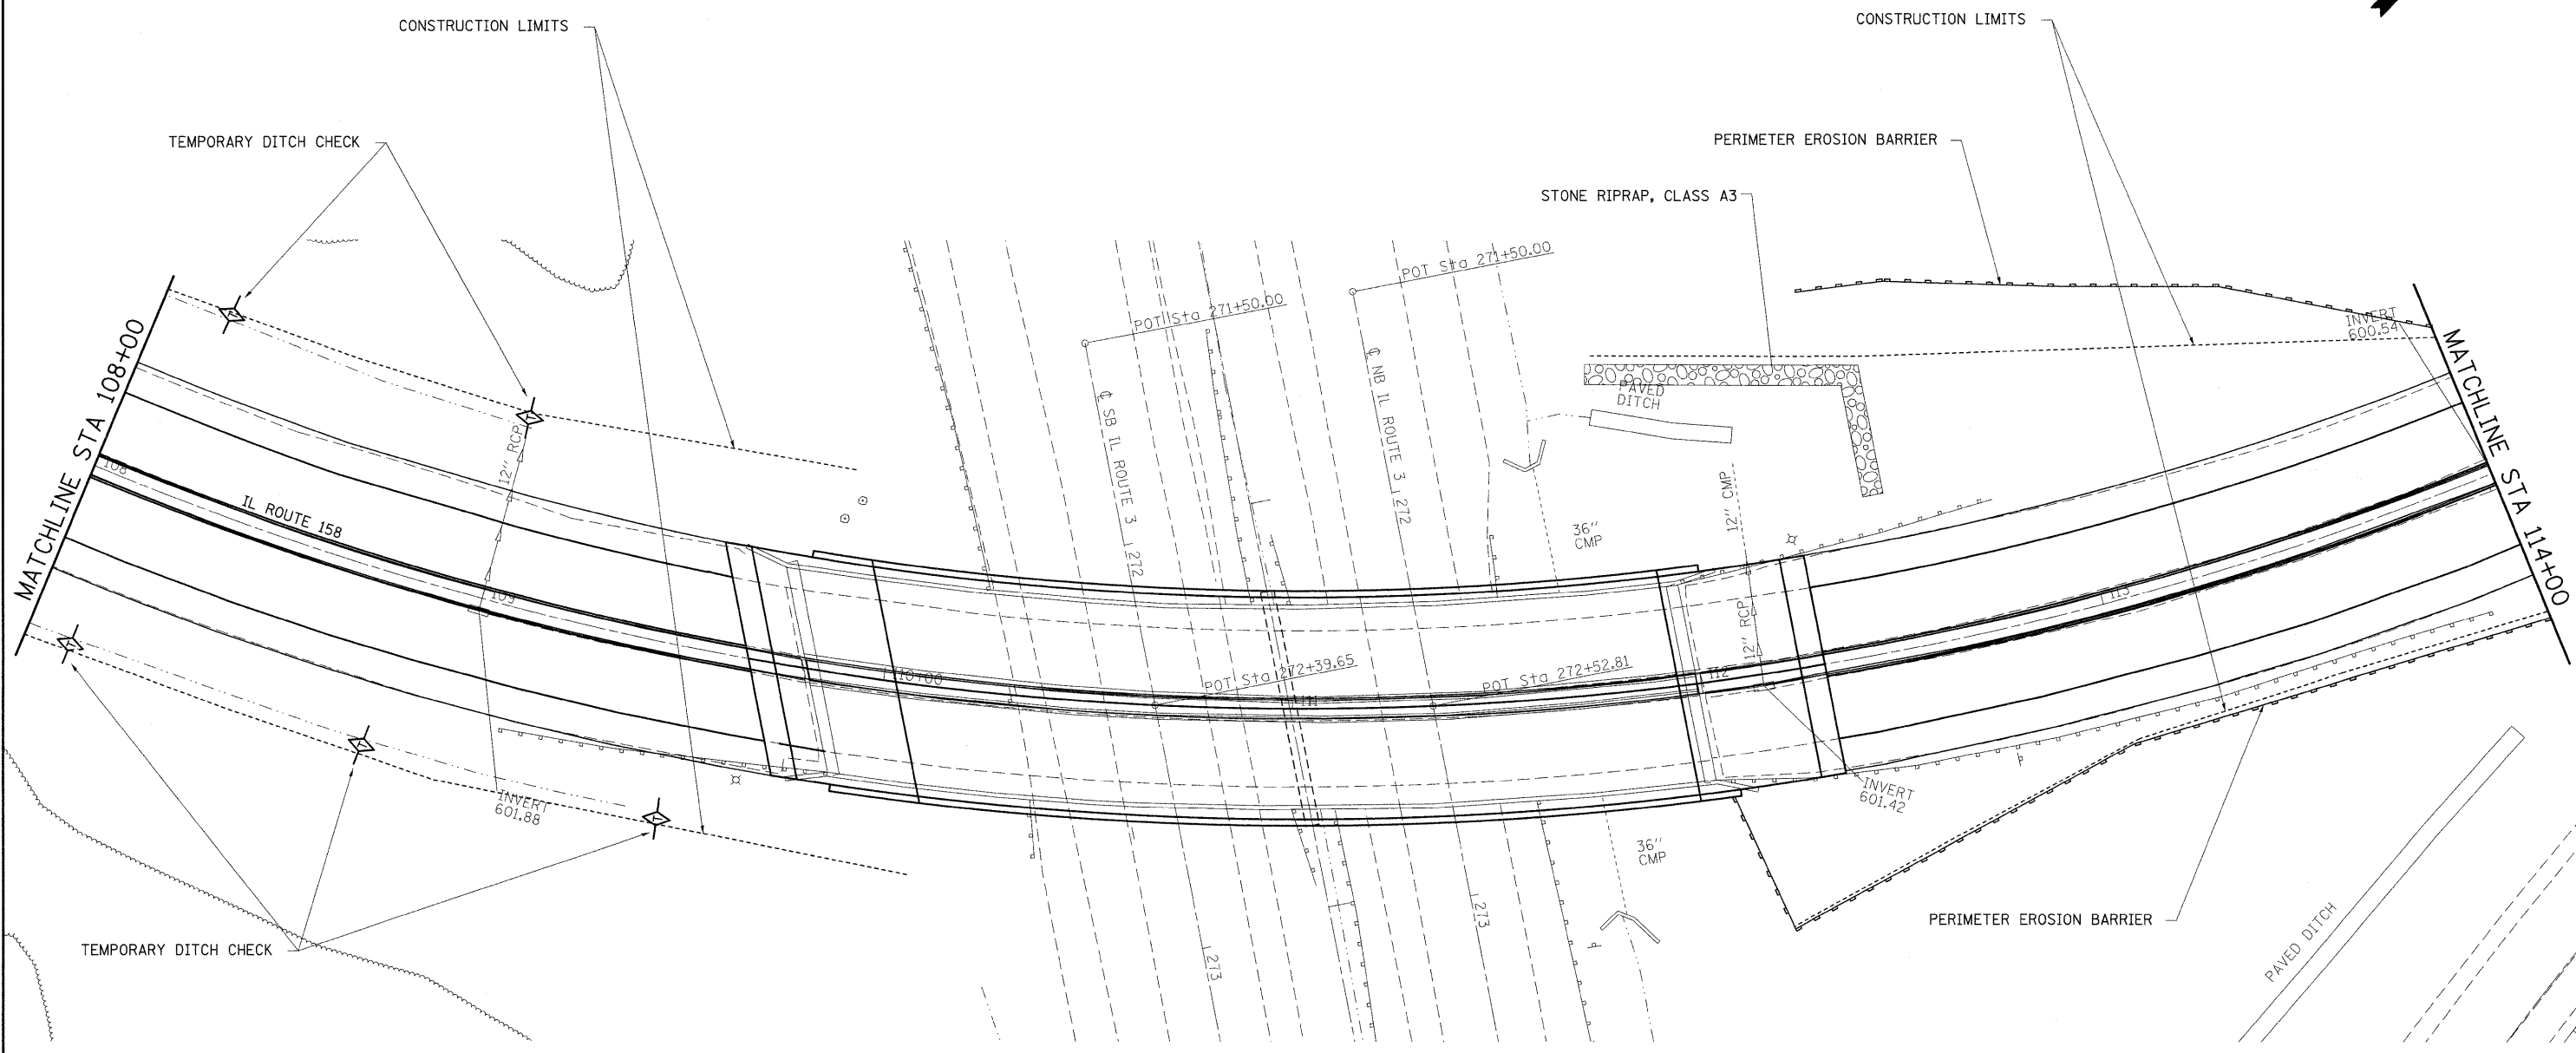 CONSTRUCTION LIMITS
CONSTRUCTION LIMITS
TEMPORARY DITCH CHECK
PERIMETER EROSION BARRIER
STONE RIPRAP, CLASS A3
POT Sta 271+50.00
POT Sta 271+50.00
INVERT
600.54
MATCHLINE STA 108+00
MATCHLINE STA 114+00
PAVED
DITCH
℄ SB IL ROUTE 3
272
℄ NB IL ROUTE 3
272
12" RCP
108
IL ROUTE 158
109
12" CMP
36"
CMP
12" RCP
113
110+00
POT Sta 272+39.65
POT Sta 272+52.81
111
112
INVERT
601.88
INVERT
601.42
36"
CMP
273
273
TEMPORARY DITCH CHECK
PERIMETER EROSION BARRIER
PAVED DITCH